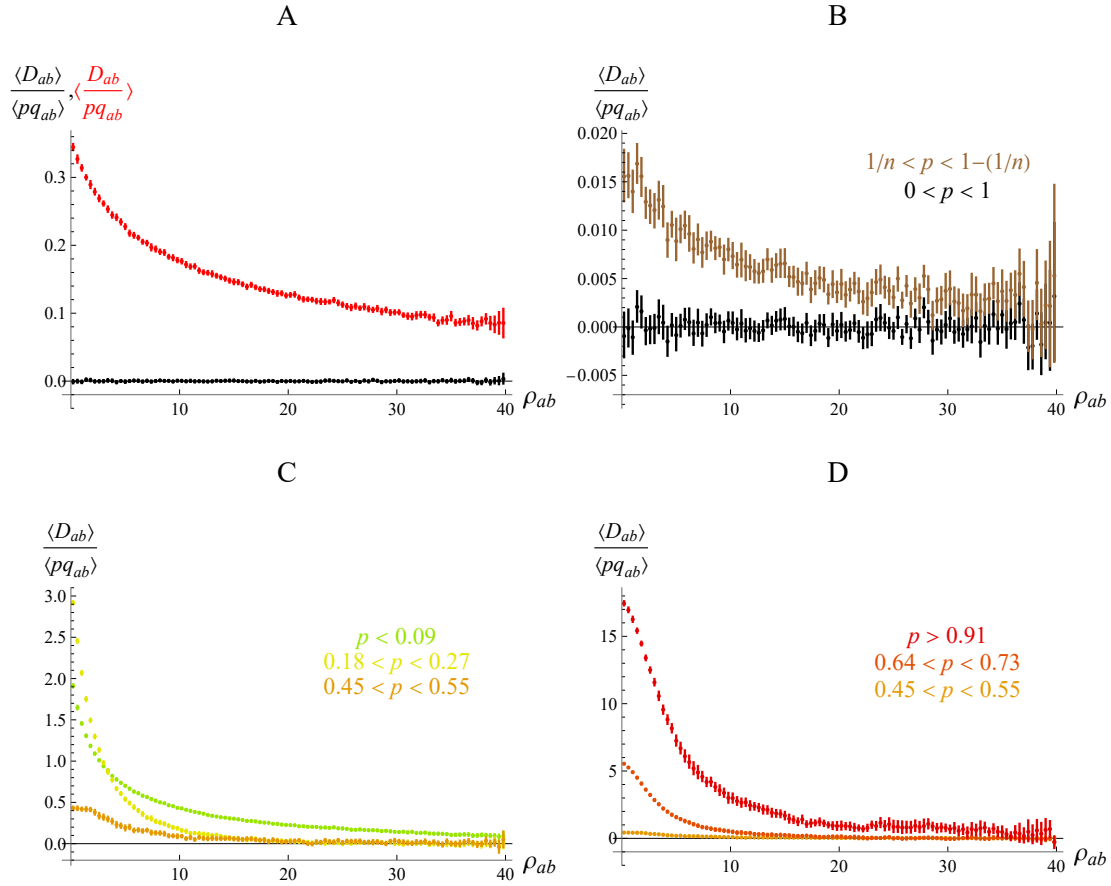 A
⟨D_ab⟩/⟨pq_ab⟩, ⟨D_ab/pq_ab⟩
0.3
0.2
0.1
0.0
10 20 30 40
ρ_ab
B
⟨D_ab⟩/⟨pq_ab⟩
0.020
0.015
0.010
0.005
0.000
−0.005
1/n < p < 1−(1/n)
0 < p < 1
10 20 30 40
ρ_ab
C
⟨D_ab⟩/⟨pq_ab⟩
3.0
2.5
2.0
1.5
1.0
0.5
0.0
p < 0.09
0.18 < p < 0.27
0.45 < p < 0.55
10 20 30 40
ρ_ab
D
⟨D_ab⟩/⟨pq_ab⟩
15
10
5
0
p > 0.91
0.64 < p < 0.73
0.45 < p < 0.55
10 20 30 40
ρ_ab